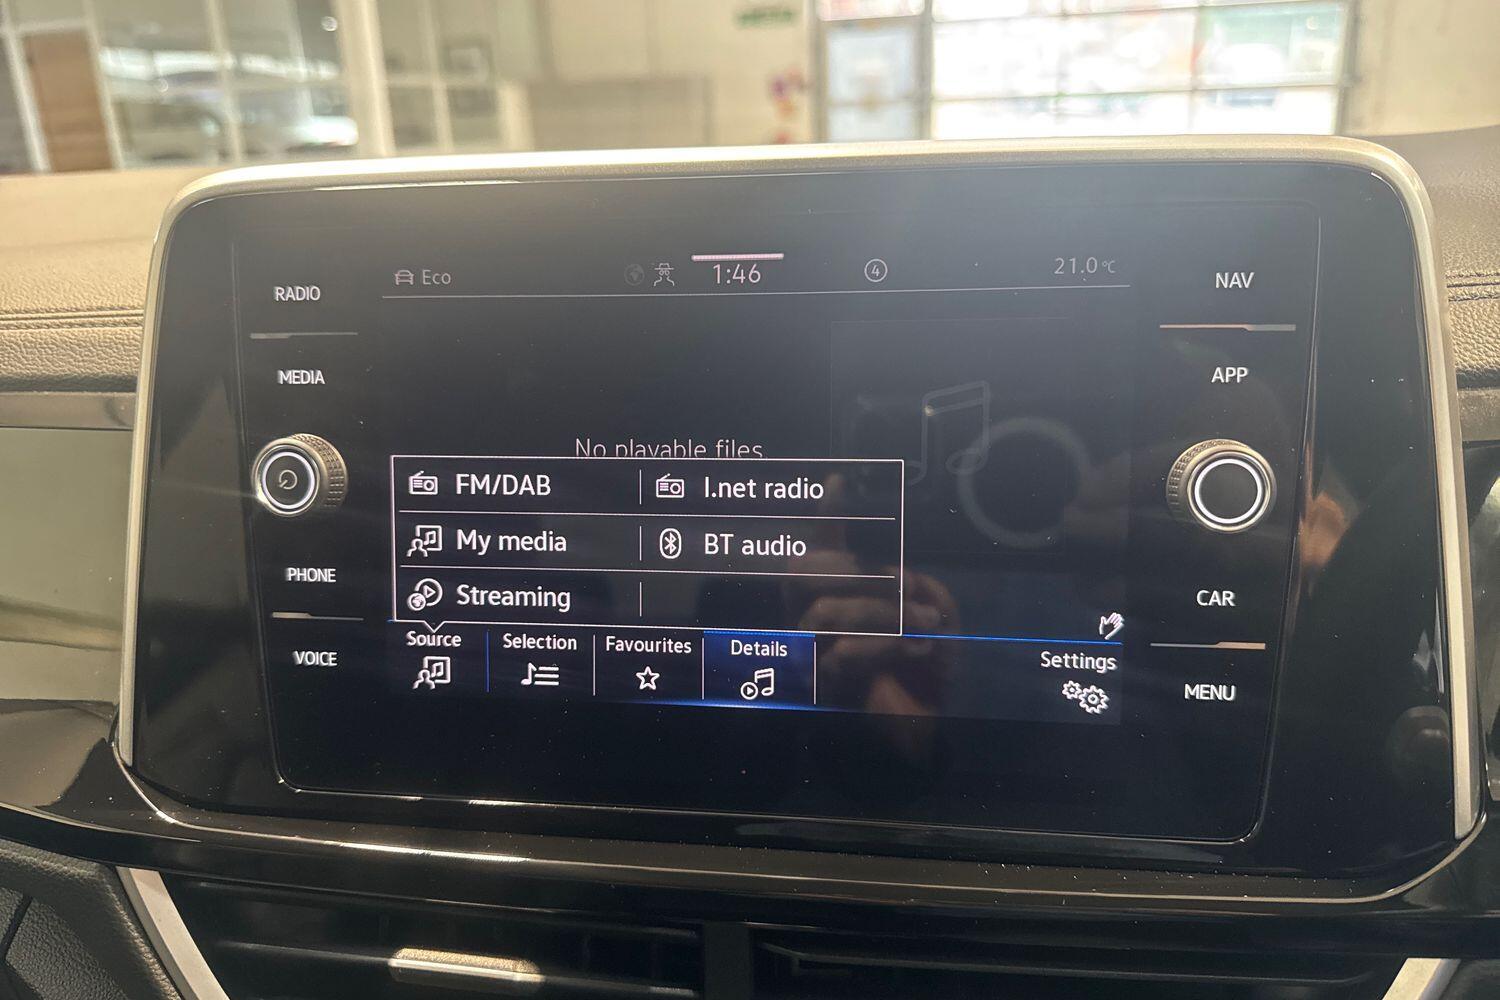 RADIO
MEDIA
PHONE
VOICE
Eco
1:46
4
21.0°C
No playable files.
FM/DAB
I.net radio
My media
BT audio
Streaming
Source
Selection
Favourites
Details
Settings
NAV
APP
CAR
MENU